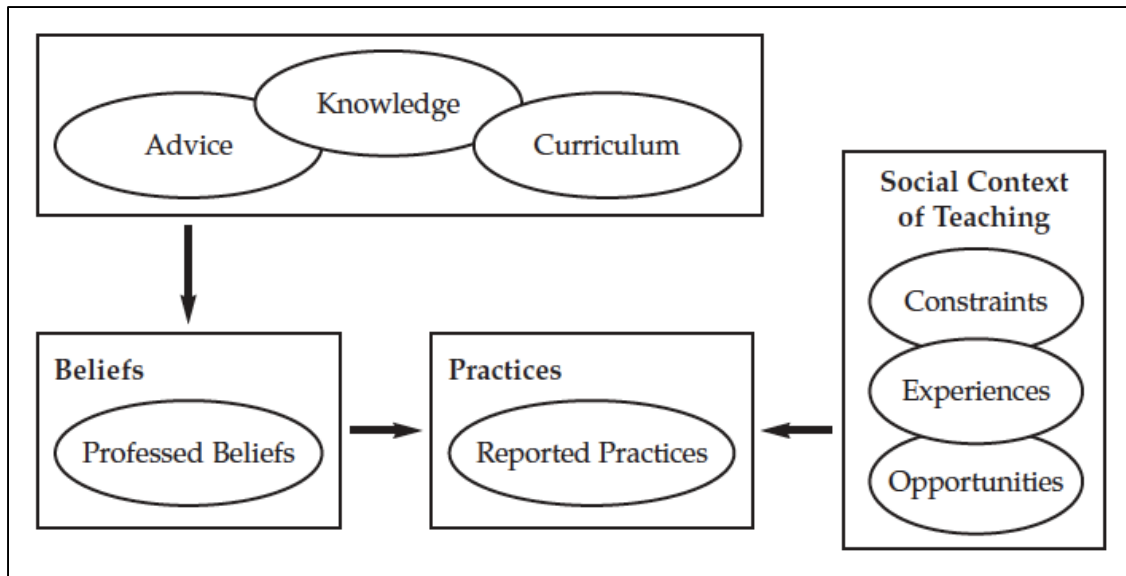 Knowledge
Advice
Curriculum
Social Context
of Teaching
Constraints
Experiences
Opportunities
Beliefs
Professed Beliefs
Practices
Reported Practices